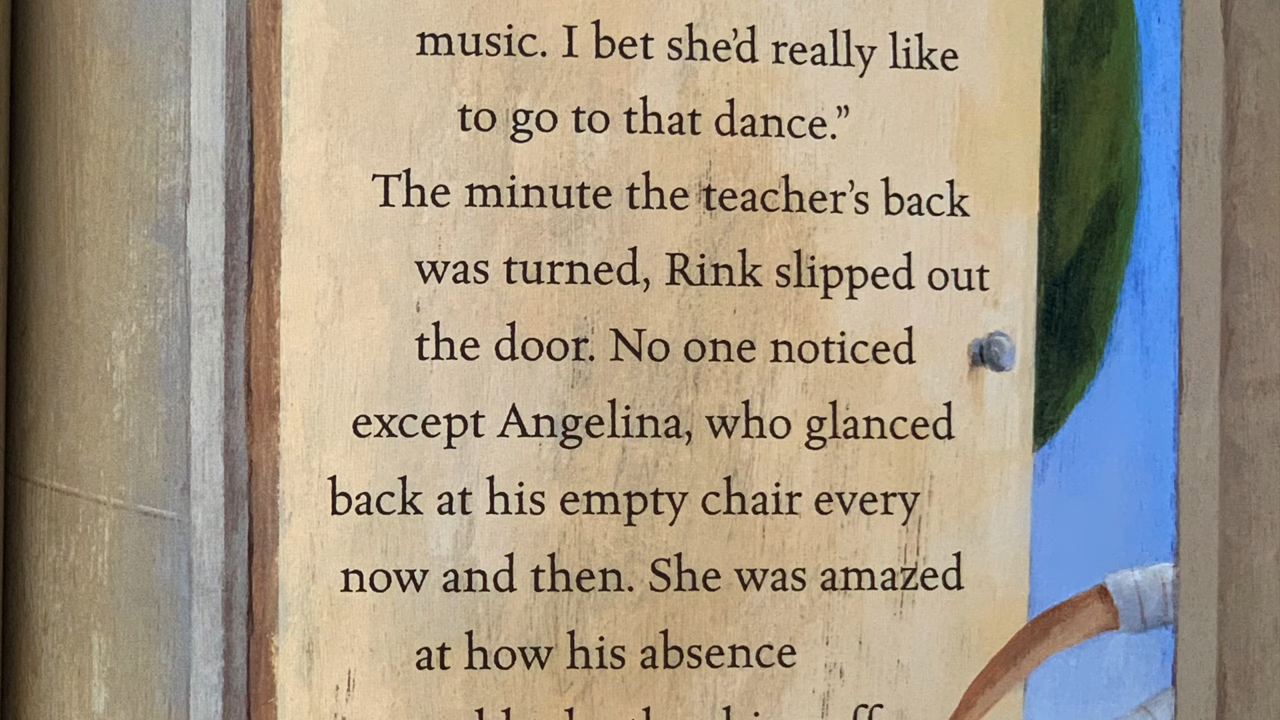 music. I bet she’d really like
to go to that dance.”
The minute the teacher’s back
was turned, Rink slipped out
the door. No one noticed
except Angelina, who glanced
back at his empty chair every
now and then. She was amazed
at how his absence